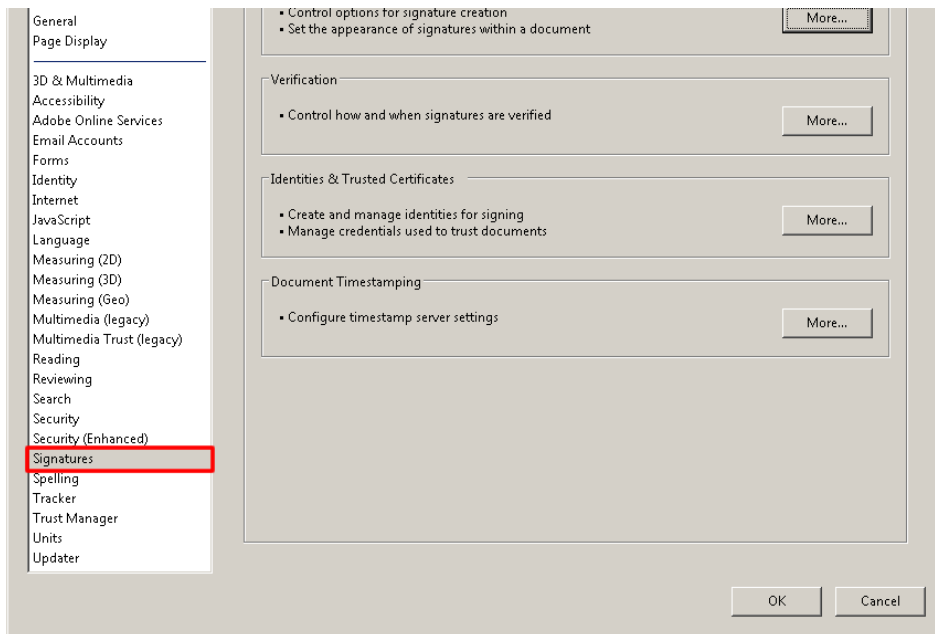 General
Page Display
3D & Multimedia
Accessibility
Adobe Online Services
Email Accounts
Forms
Identity
Internet
JavaScript
Language
Measuring (2D)
Measuring (3D)
Measuring (Geo)
Multimedia (legacy)
Multimedia Trust (legacy)
Reading
Reviewing
Search
Security
Security (Enhanced)
Signatures
Spelling
Tracker
Trust Manager
Units
Updater
• Control options for signature creation
• Set the appearance of signatures within a document
More...
Verification
• Control how and when signatures are verified
More...
Identities & Trusted Certificates
• Create and manage identities for signing
• Manage credentials used to trust documents
More...
Document Timestamping
• Configure timestamp server settings
More...
OK
Cancel